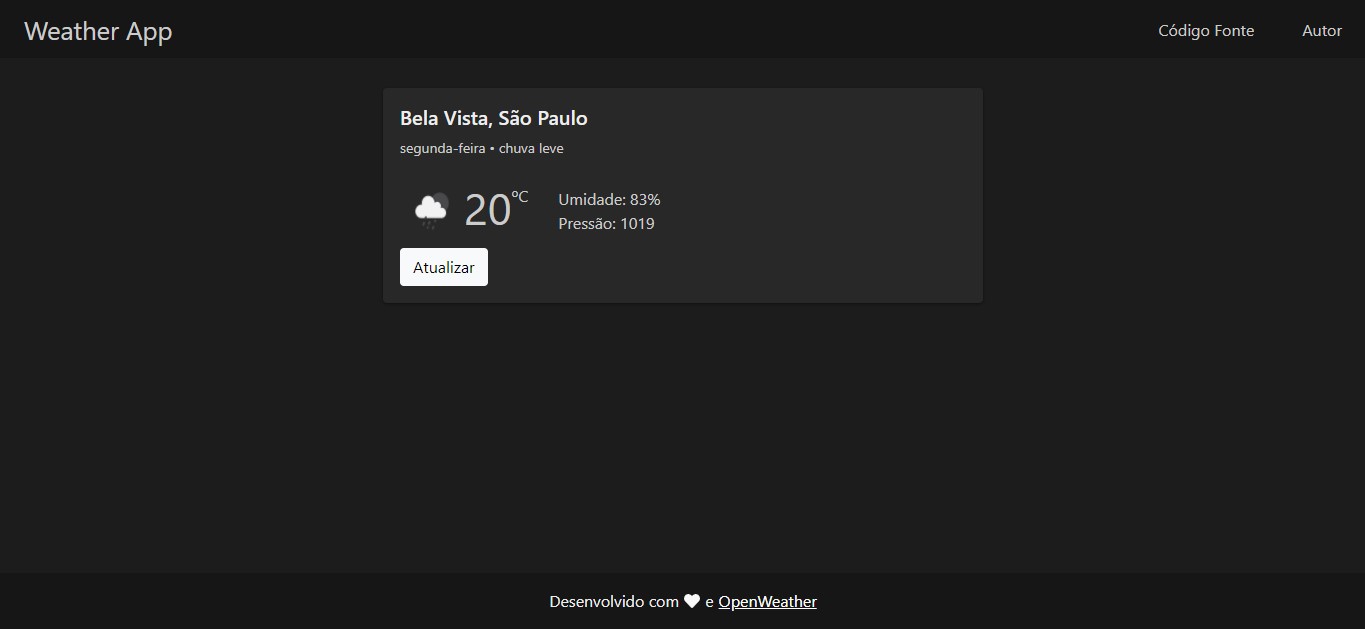 Weather App
Código Fonte
Autor
Bela Vista, São Paulo
segunda-feira • chuva leve
20ºC
Umidade: 83%
Pressão: 1019
Atualizar
Desenvolvido com ♥ e OpenWeather